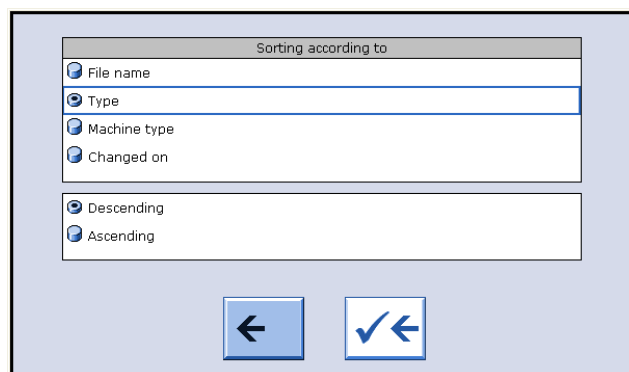 Sorting according to
File name
Type
Machine type
Changed on
Descending
Ascending